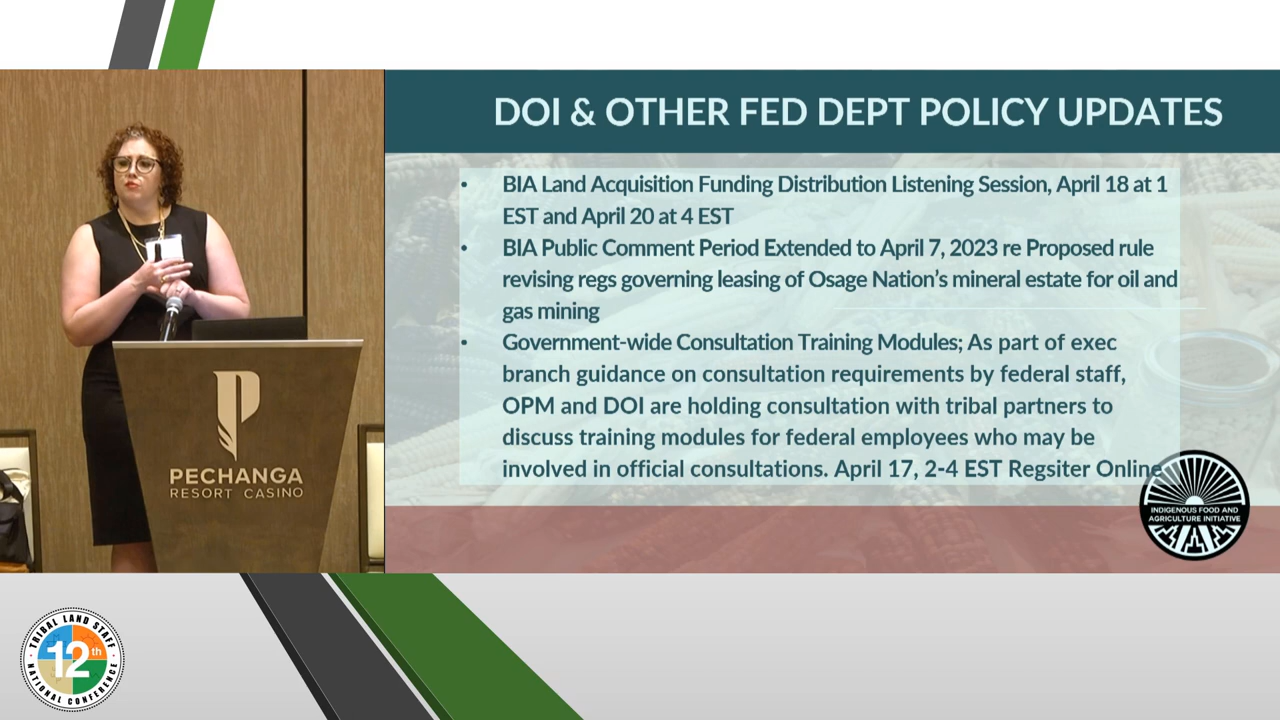 DOI & OTHER FED DEPT POLICY UPDATES
• BIA Land Acquisition Funding Distribution Listening Session, April 18 at 1
EST and April 20 at 4 EST
• BIA Public Comment Period Extended to April 7, 2023 re Proposed rule
revising regs governing leasing of Osage Nation's mineral estate for oil and
gas mining
• Government-wide Consultation Training Modules; As part of exec
branch guidance on consultation requirements by federal staff,
OPM and DOI are holding consultation with tribal partners to
discuss training modules for federal employees who may be
involved in official consultations. April 17, 2-4 EST Regsiter Online
INDIGENOUS FOOD AND
AGRICULTURE INITIATIVE
P
PECHANGA
RESORT CASINO
TRIBAL LAND STAFF
12th
NATIONAL CONFERENCE